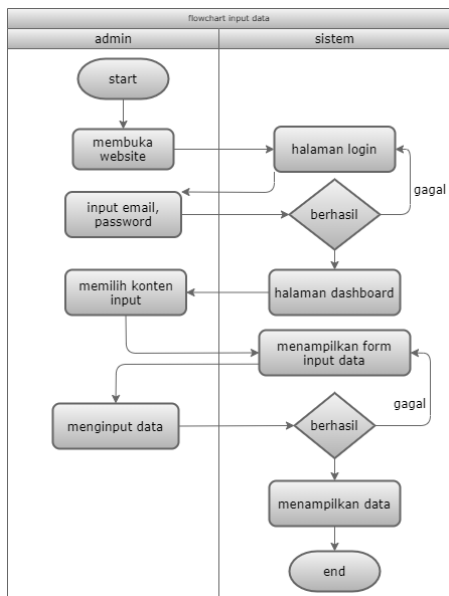 flowchart input data
admin
sistem
start
membuka
website
halaman login
gagal
input email,
password
berhasil
memilih konten
input
halaman dashboard
menampilkan form
input data
gagal
menginput data
berhasil
menampilkan data
end